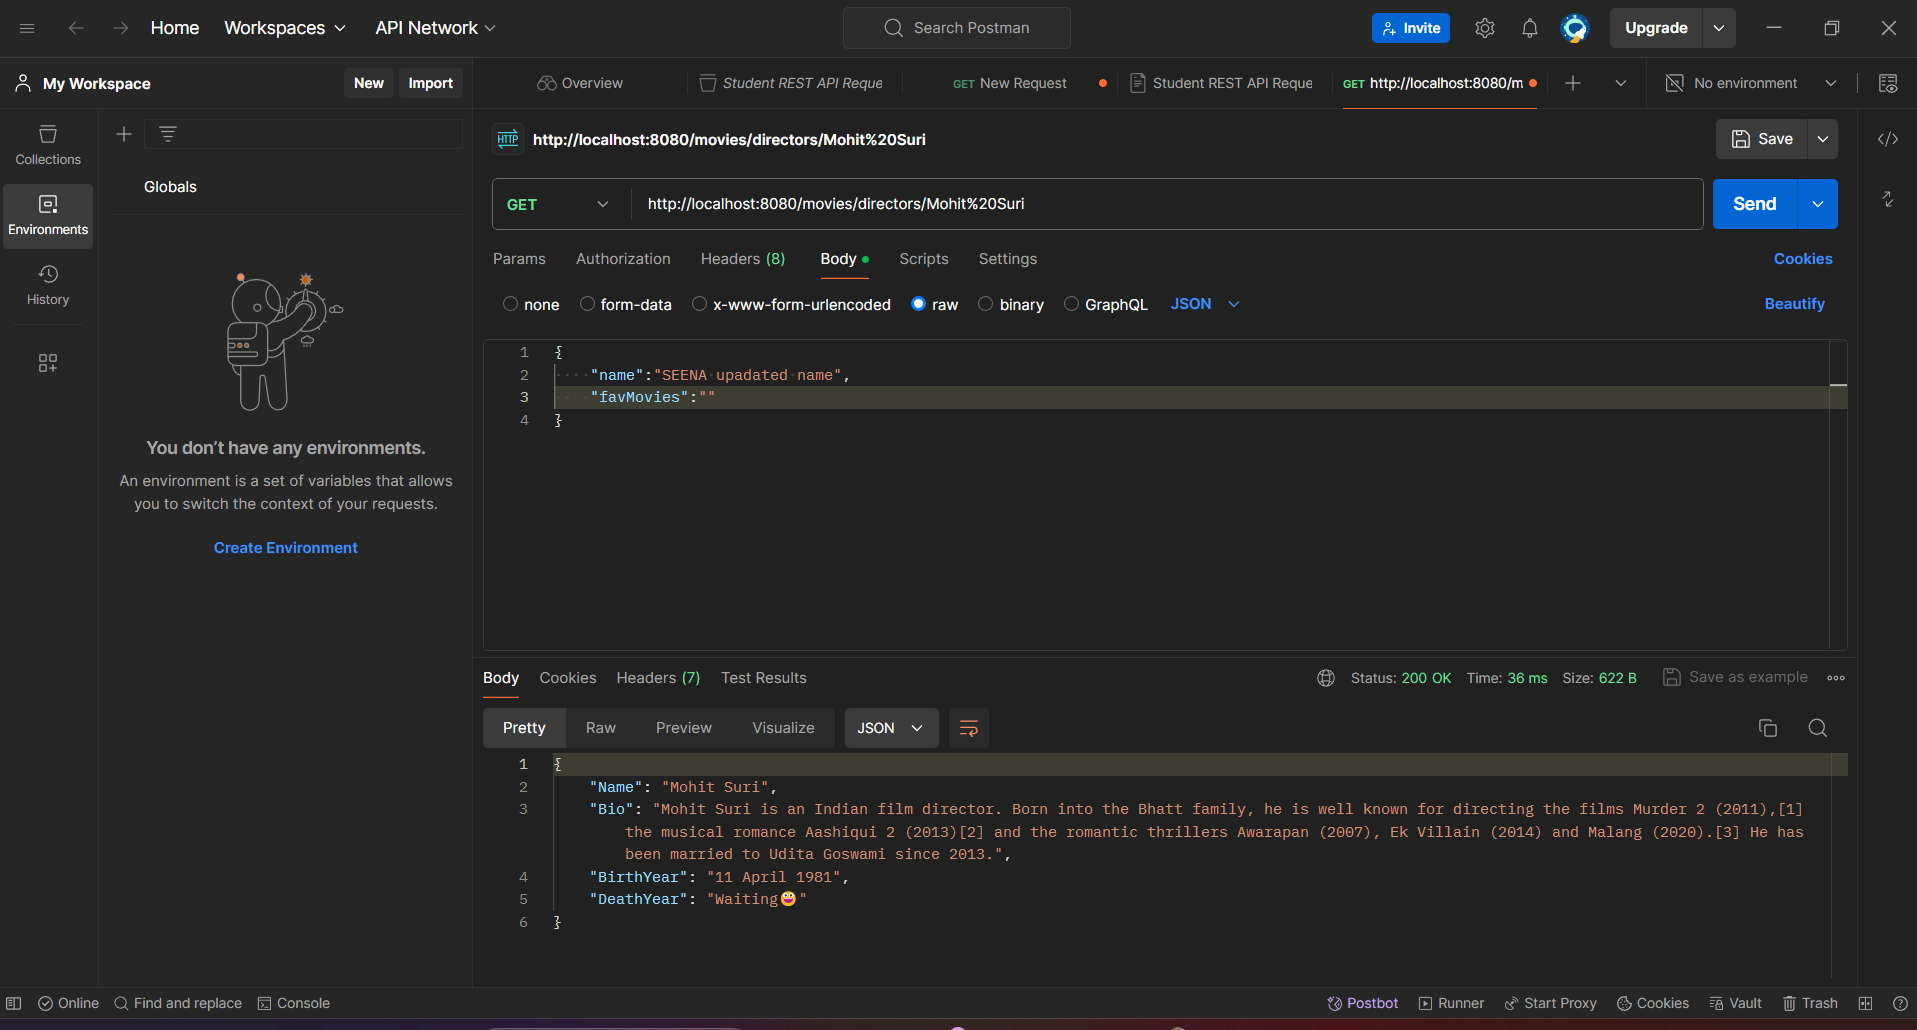 Home Workspaces API Network Search Postman Invite Upgrade
My Workspace New Import Overview Student REST API Reque GET New Request Student REST API Reque GET http://localhost:8080/m No environment
Collections
Environments
History
Globals
You don't have any environments.
An environment is a set of variables that allows
you to switch the context of your requests.
Create Environment
HTTP http://localhost:8080/movies/directors/Mohit%20Suri Save
GET http://localhost:8080/movies/directors/Mohit%20Suri Send
Params Authorization Headers (8) Body Scripts Settings Cookies
none form-data x-www-form-urlencoded raw binary GraphQL JSON Beautify
1 {
2 "name":"SEENA upadated name",
3 "favMovies":""
4 }
Body Cookies Headers (7) Test Results Status: 200 OK Time: 36 ms Size: 622 B Save as example
Pretty Raw Preview Visualize JSON
1 {
2 "Name": "Mohit Suri",
3 "Bio": "Mohit Suri is an Indian film director. Born into the Bhatt family, he is well known for directing the films Murder 2 (2011),[1]
the musical romance Aashiqui 2 (2013)[2] and the romantic thrillers Awarapan (2007), Ek Villain (2014) and Malang (2020).[3] He has
been married to Udita Goswami since 2013.",
4 "BirthYear": "11 April 1981",
5 "DeathYear": "Waiting😀"
6 }
Online Find and replace Console Postbot Runner Start Proxy Cookies Vault Trash